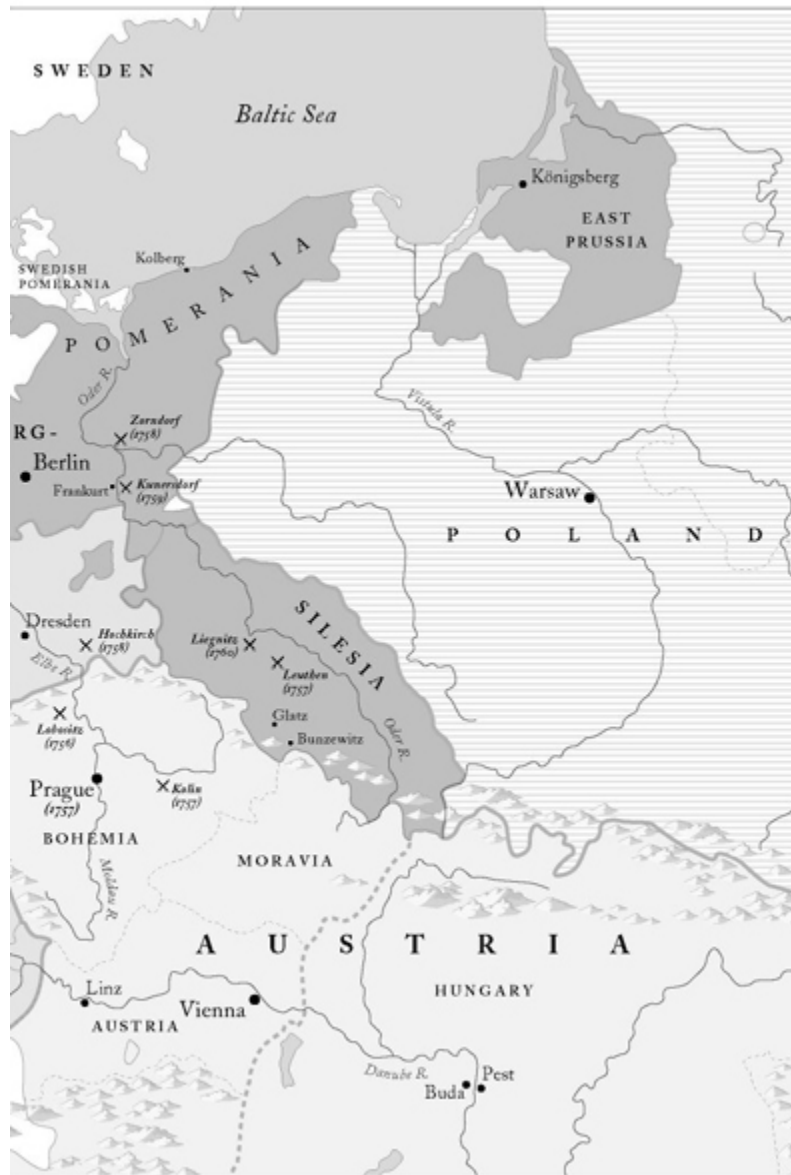 SWEDEN
Baltic Sea
Königsberg
EAST
PRUSSIA
Kolberg
SWEDISH
POMERANIA
POMERANIA
Oder R.
Vistula R.
Zorndorf
(1758)
RG-
Berlin
Frankurt
Kunersdorf
(1759)
Warsaw
POLAND
SILESIA
Dresden
Hochkirch
(1758)
Liegnitz
(1760)
Elbe R.
Leuthen
(1757)
Lobositz
(1756)
Glatz
Bunzewitz
Oder R.
Prague
(1757)
Kolin
(1757)
BOHEMIA
MORAVIA
Moldau R.
AUSTRIA
Linz
Vienna
HUNGARY
AUSTRIA
Danube R.
Pest
Buda